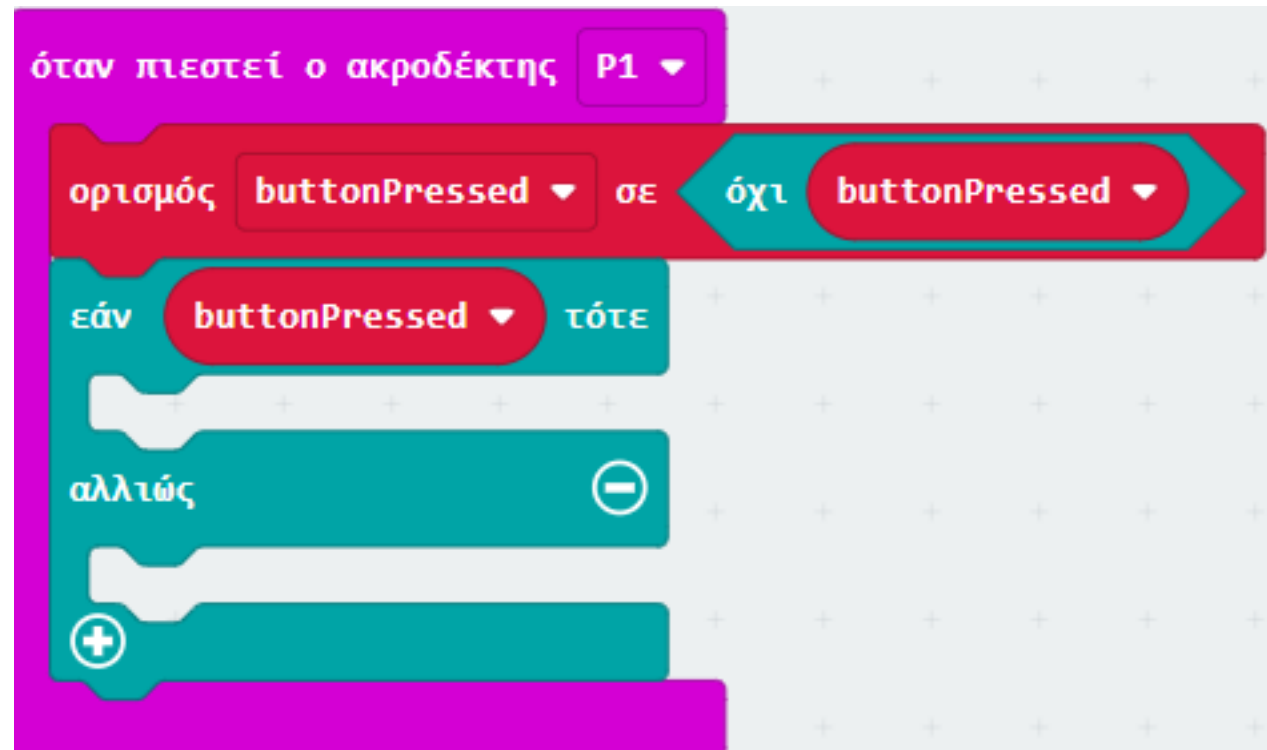 όταν πιεστεί ο ακροδέκτης P1
ορισμός buttonPressed σε όχι buttonPressed
εάν buttonPressed τότε
αλλιώς